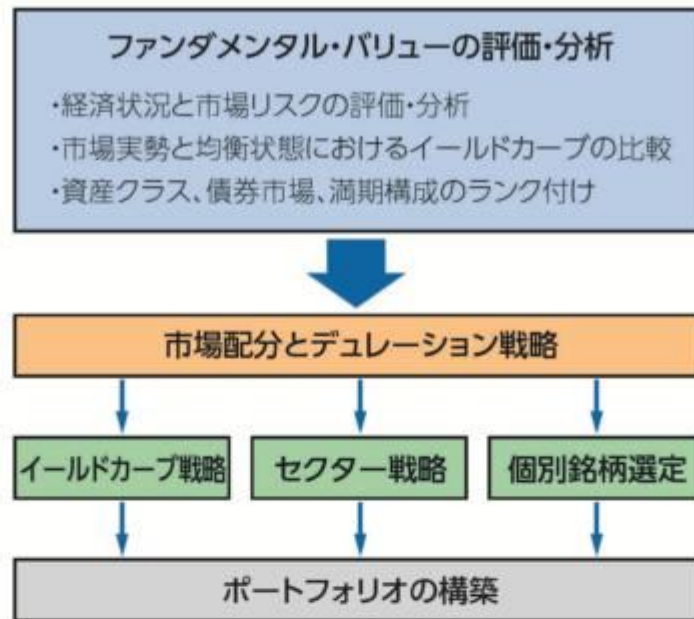 ファンダメンタル・バリューの評価・分析
・経済状況と市場リスクの評価・分析
・市場実勢と均衡状態におけるイールドカーブの比較
・資産クラス、債券市場、満期構成のランク付け
市場配分とデュレーション戦略
イールドカーブ戦略
セクター戦略
個別銘柄選定
ポートフォリオの構築